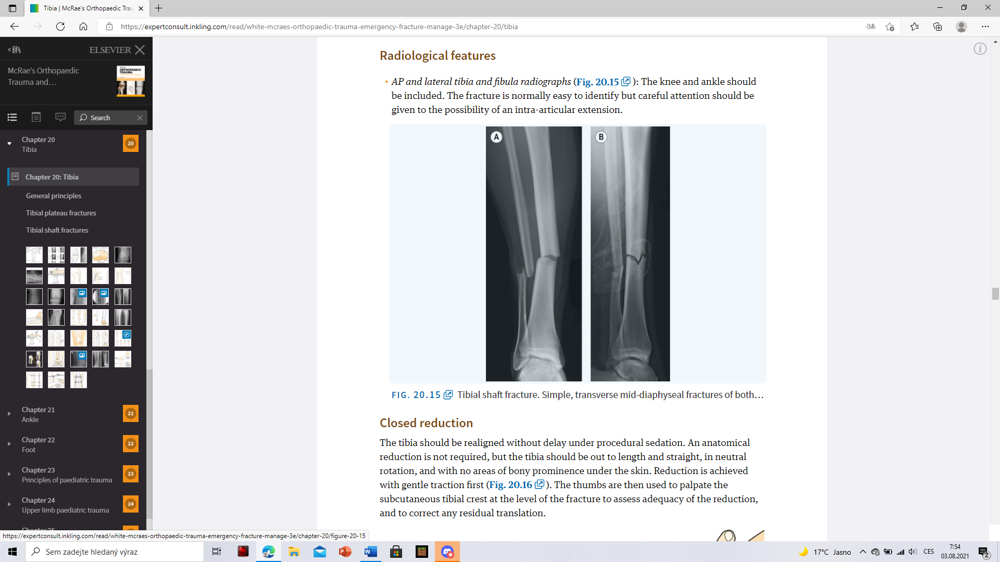 Tibia | McRae's Orthopaedic Trau
https://expertconsult.inkling.com/read/white-mcraes-orthopaedic-trauma-emergency-fracture-manage-3e/chapter-20/tibia
ELSEVIER
McRae's Orthopaedic
Trauma and…
ORTHOPAEDIC
TRAUMA
Search
Chapter 20
Tibia
20
Chapter 20: Tibia
General principles
Tibial plateau fractures
Tibial shaft fractures
Chapter 21
Ankle
21
Chapter 22
Foot
22
Chapter 23
Principles of paediatric trauma
23
Chapter 24
Upper limb paediatric trauma
24
Chapter 25
Radiological features
• AP and lateral tibia and fibula radiographs (Fig. 20.15 ): The knee and ankle should
be included. The fracture is normally easy to identify but careful attention should be
given to the possibility of an intra-articular extension.
A
B
FIG. 20.15 Tibial shaft fracture. Simple, transverse mid-diaphyseal fractures of both…
Closed reduction
The tibia should be realigned without delay under procedural sedation. An anatomical
reduction is not required, but the tibia should be out to length and straight, in neutral
rotation, and with no areas of bony prominence under the skin. Reduction is achieved
with gentle traction first (Fig. 20.16 ). The thumbs are then used to palpate the
subcutaneous tibial crest at the level of the fracture to assess adequacy of the reduction,
and to correct any residual translation.
https://expertconsult.inkling.com/read/white-mcraes-orthopaedic-trauma-emergency-fracture-manage-3e/chapter-20/figure-20-15
Sem zadejte hledaný výraz
17°C Jasno
CES
7:54
03.08.2021
2